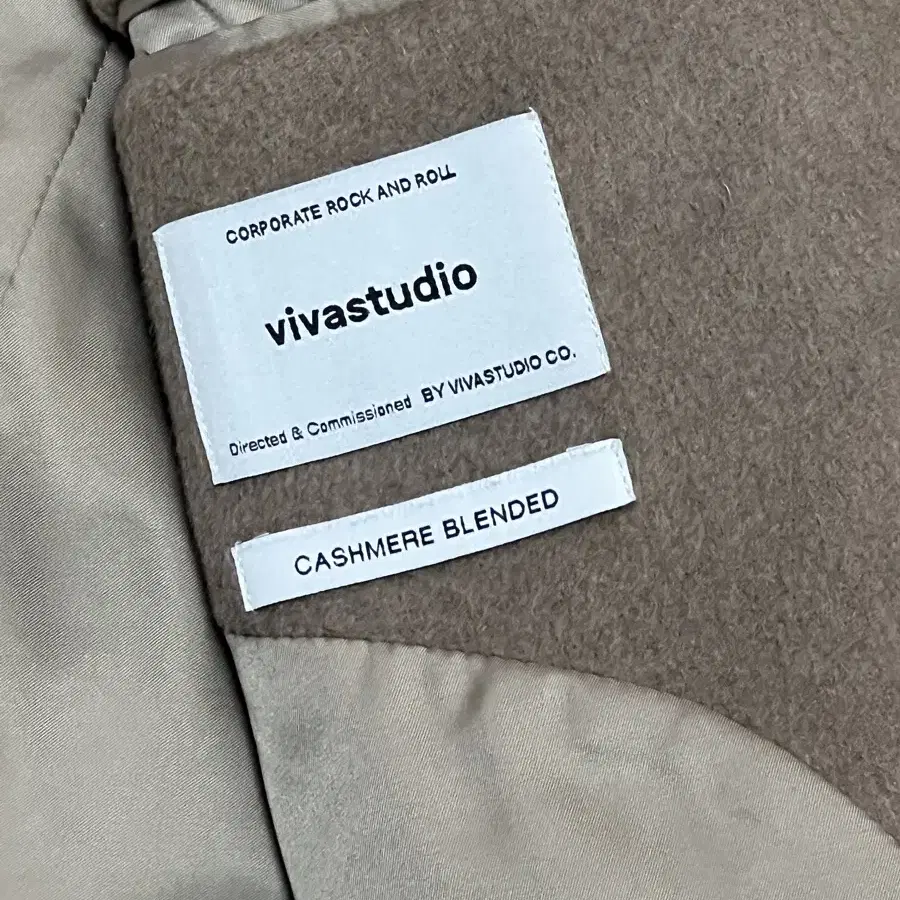 CORPORATE ROCK AND ROLL
vivastudio
Directed & Commissioned BY VIVASTUDIO CO.
CASHMERE BLENDED